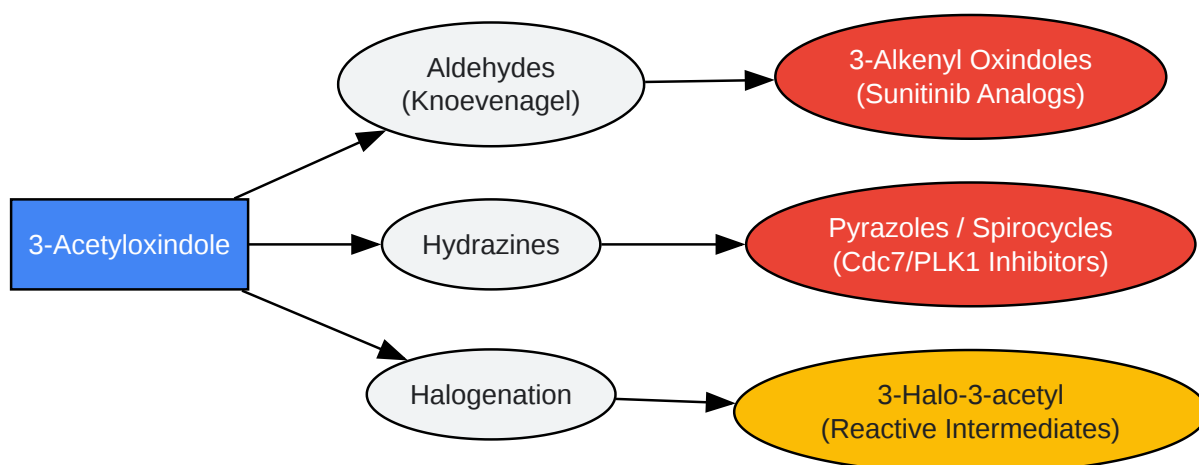 3-Acetyloxindole
Aldehydes
(Knoevenagel)
3-Alkenyl Oxindoles
(Sunitinib Analogs)
Hydrazines
Pyrazoles / Spirocycles
(Cdc7/PLK1 Inhibitors)
Halogenation
3-Halo-3-acetyl
(Reactive Intermediates)